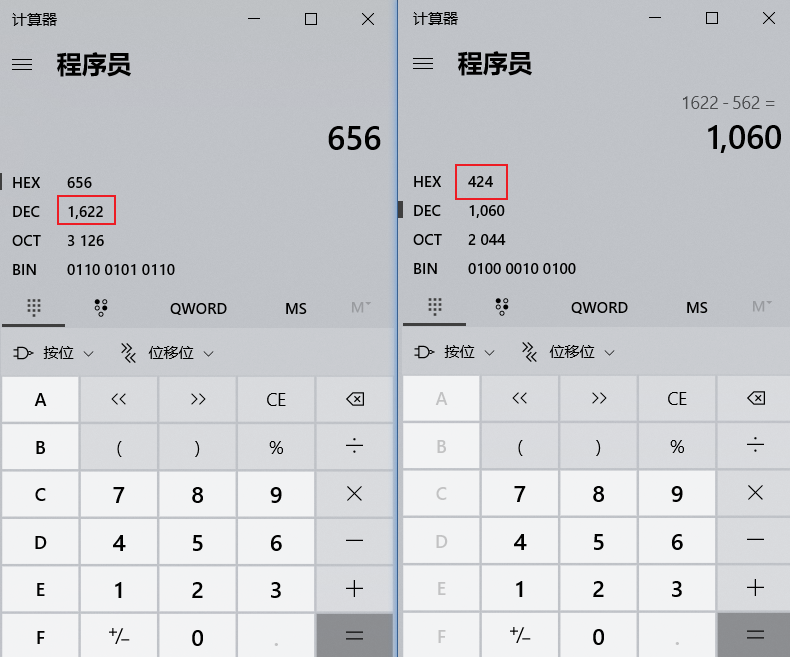 计算器
程序员
656
HEX 656
DEC 1,622
OCT 3 126
BIN 0110 0101 0110
QWORD MS M
按位 位移位
A << >> CE
B ( ) % ÷
C 7 8 9 ×
D 4 5 6 −
E 1 2 3 +
F +/− 0 . =
计算器
程序员
1622 - 562 =
1,060
HEX 424
DEC 1,060
OCT 2 044
BIN 0100 0010 0100
QWORD MS M
按位 位移位
A << >> CE
B ( ) % ÷
C 7 8 9 ×
D 4 5 6 −
E 1 2 3 +
F +/− 0 . =